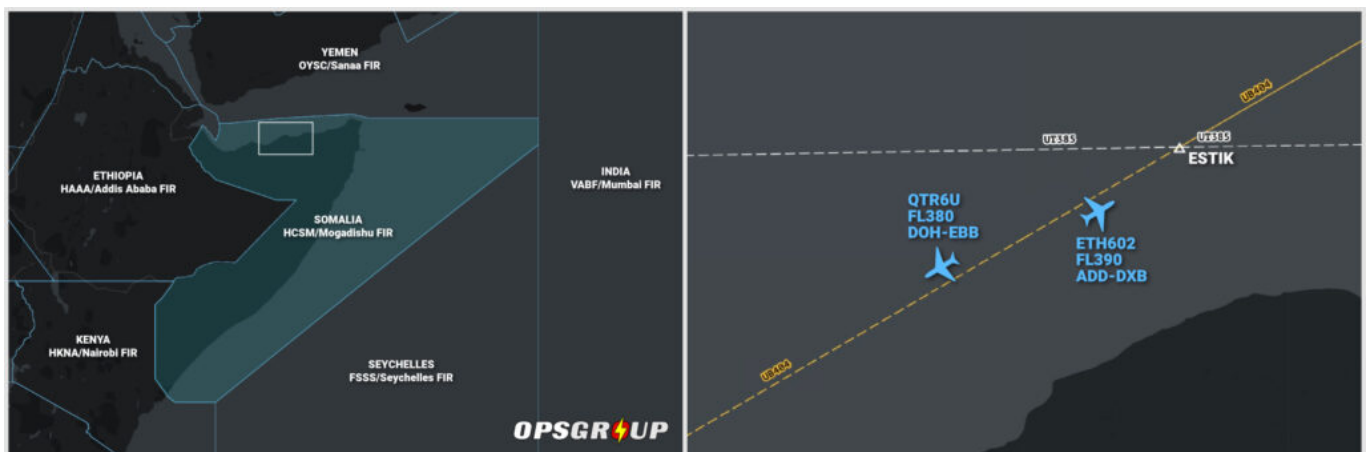 YEMEN
OYSC/Sanaa FIR
ETHIOPIA
HAAA/Addis Ababa FIR
INDIA
VABF/Mumbai FIR
SOMALIA
HCSM/Mogadishu FIR
KENYA
HKNA/Nairobi FIR
SEYCHELLES
FSSS/Seychelles FIR
OPSGROUP
UB404
UT385
UT385
ESTIK
QTR6U
FL380
DOH-EBB
ETH602
FL390
ADD-DXB
UB404